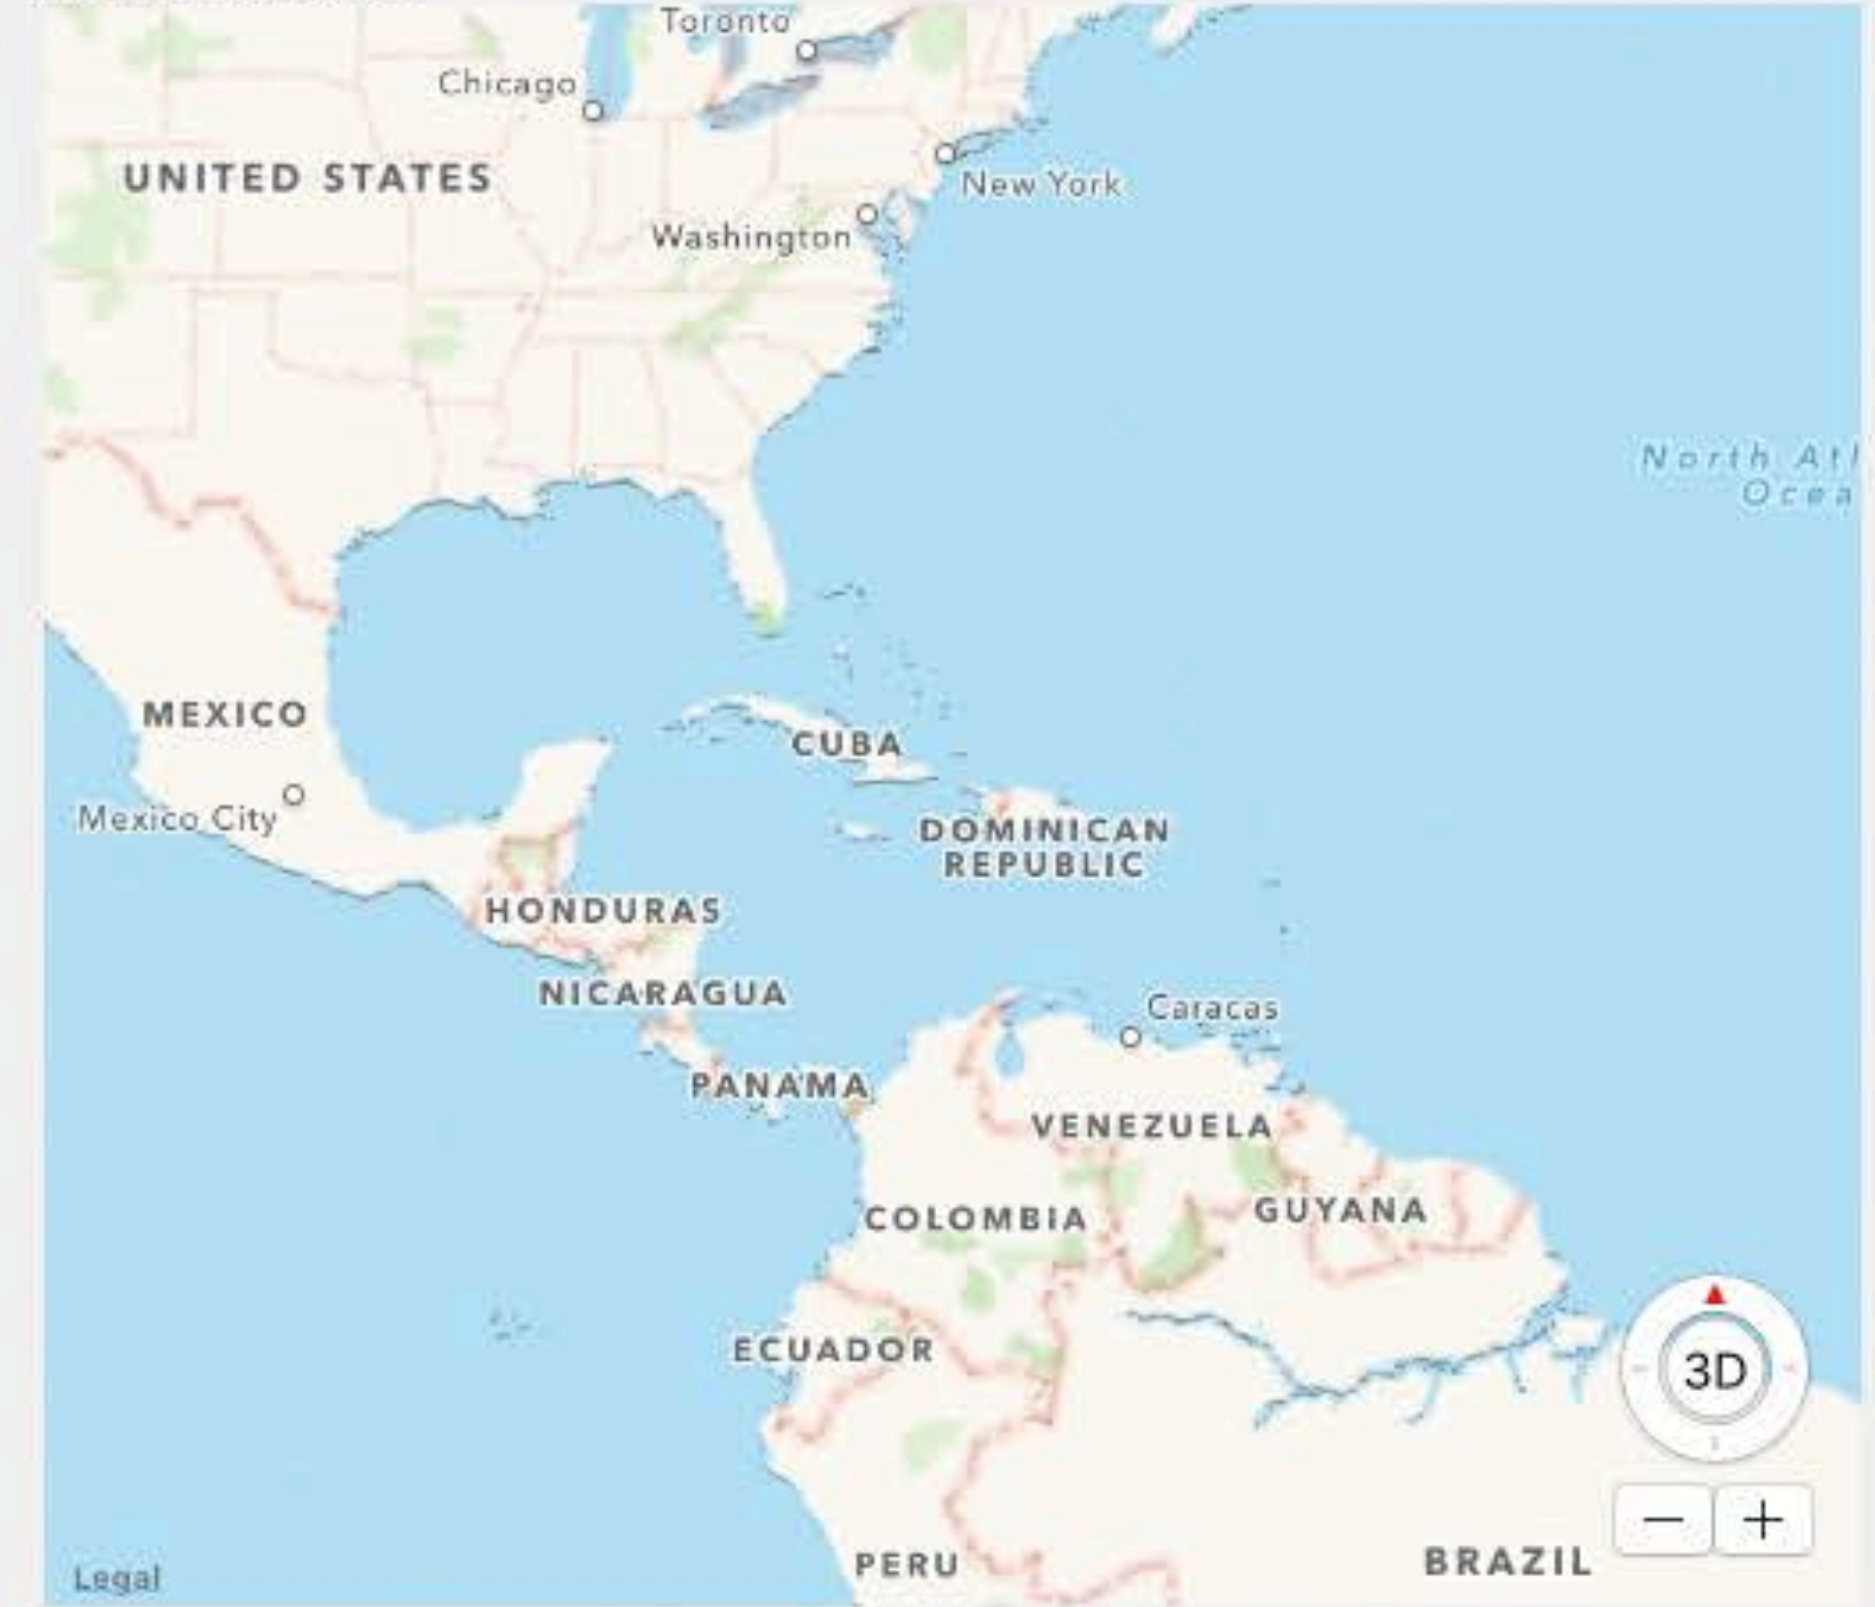 Toronto
Chicago
UNITED STATES
New York
Washington
North Atl
Ocea
MEXICO
CUBA
Mexico City
DOMINICAN
REPUBLIC
HONDURAS
NICARAGUA
Caracas
PANAMA
VENEZUELA
COLOMBIA
GUYANA
ECUADOR
3D
PERU
BRAZIL
Legal